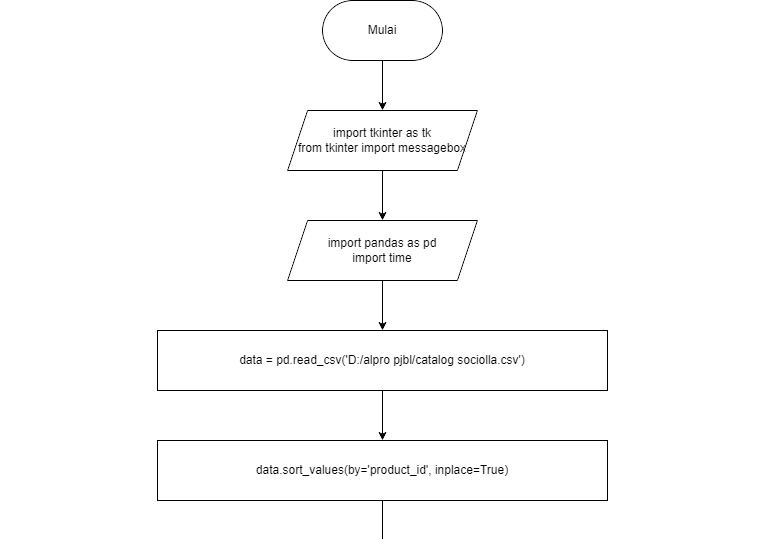 Mulai
import tkinter as tk
from tkinter import messagebox
import pandas as pd
import time
data = pd.read_csv('D:/alpro pjbl/catalog sociolla.csv')
data.sort_values(by='product_id', inplace=True)